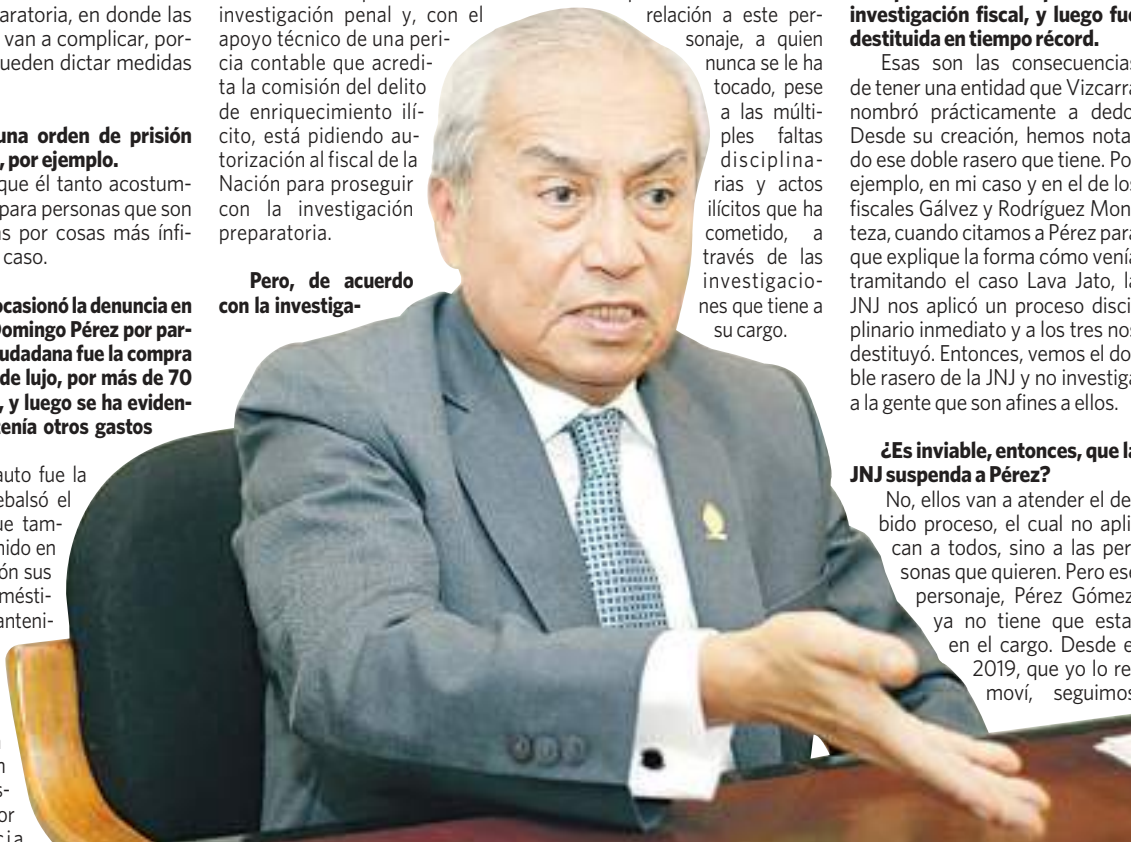 aratoria, en donde las
van a complicar, por-
ueden dictar medidas
una orden de prisión
, por ejemplo.
que él tanto acostum-
para personas que son
s por cosas más ínfi-
caso.
ocasionó la denuncia en
Domingo Pérez por par-
udadana fue la compra
de lujo, por más de 70
, y luego se ha eviden-
enía otros gastos
auto fue la
ebalsó el
ue tam-
nido en
ón sus
mésti-
anteni-
n
s-
or
cia
investigación penal y, con el
apoyo técnico de una peri-
cia contable que acredi-
ta la comisión del delito
de enriquecimiento ilí-
cito, está pidiendo au-
torización al fiscal de la
Nación para proseguir
con la investigación
preparatoria.
Pero, de acuerdo
con la investiga-
relación a este per-
sonaje, a quien
nunca se le ha
tocado, pese
a las múlti-
ples faltas
disciplina-
rias y actos
ilícitos que ha
cometido, a
través de las
investigacio-
nes que tiene a
su cargo.
investigación fiscal, y luego fue
destituida en tiempo récord.
Esas son las consecuencias
de tener una entidad que Vizcarra
nombró prácticamente a dedo
Desde su creación, hemos nota
do ese doble rasero que tiene. Po
ejemplo, en mi caso y en el de los
fiscales Gálvez y Rodríguez Mon
teza, cuando citamos a Pérez para
que explique la forma cómo venía
tramitando el caso Lava Jato, la
JNJ nos aplicó un proceso disci
plinario inmediato y a los tres nos
destituyó. Entonces, vemos el do
ble rasero de la JNJ y no investiga
a la gente que son afines a ellos.
¿Es inviable, entonces, que la
JNJ suspenda a Pérez?
No, ellos van a atender el de
bido proceso, el cual no apli
can a todos, sino a las per
sonas que quieren. Pero ese
personaje, Pérez Gómez
ya no tiene que esta
en el cargo. Desde e
2019, que yo lo re
moví, seguimos